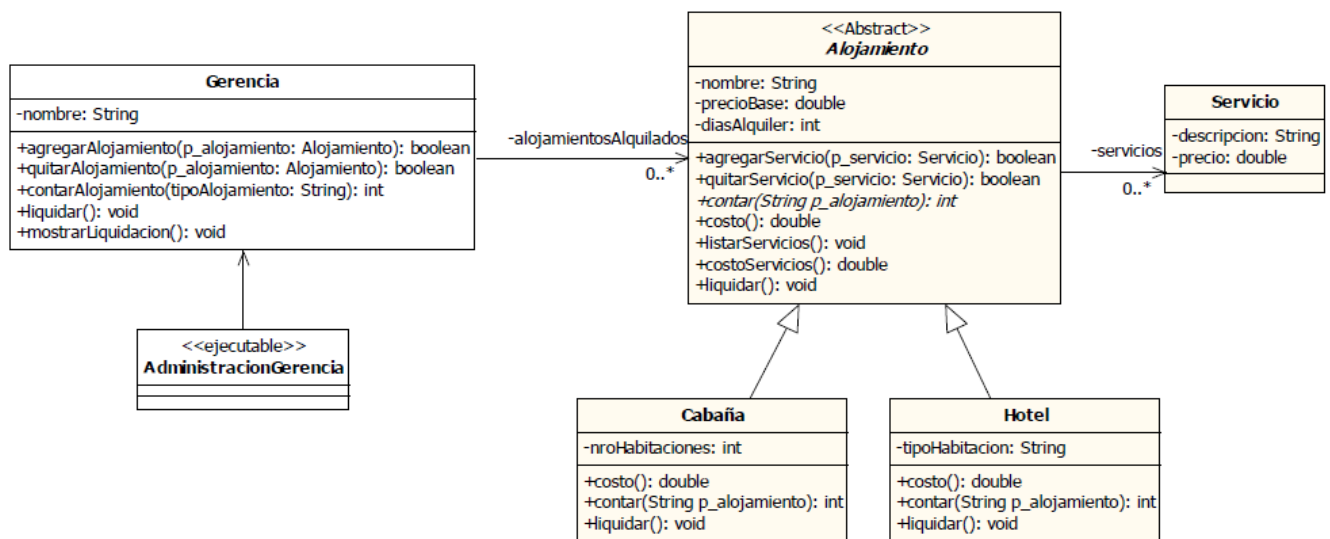 Gerencia
-nombre: String
+agregarAlojamiento(p_alojamiento: Alojamiento): boolean
+quitarAlojamiento(p_alojamiento: Alojamiento): boolean
+contarAlojamiento(tipoAlojamiento: String): int
+liquidar(): void
+mostrarLiquidacion(): void
-alojamientosAlquilados
0..*
<<Abstract>>
Alojamiento
-nombre: String
-precioBase: double
-diasAlquiler: int
+agregarServicio(p_servicio: Servicio): boolean
+quitarServicio(p_servicio: Servicio): boolean
+contar(String p_alojamiento): int
+costo(): double
+listarServicios(): void
+costoServicios(): double
+liquidar(): void
-servicios
0..*
Servicio
-descripcion: String
-precio: double
<<ejecutable>>
AdministracionGerencia
Cabaña
-nroHabitaciones: int
+costo(): double
+contar(String p_alojamiento): int
+liquidar(): void
Hotel
-tipoHabitacion: String
+costo(): double
+contar(String p_alojamiento): int
+liquidar(): void